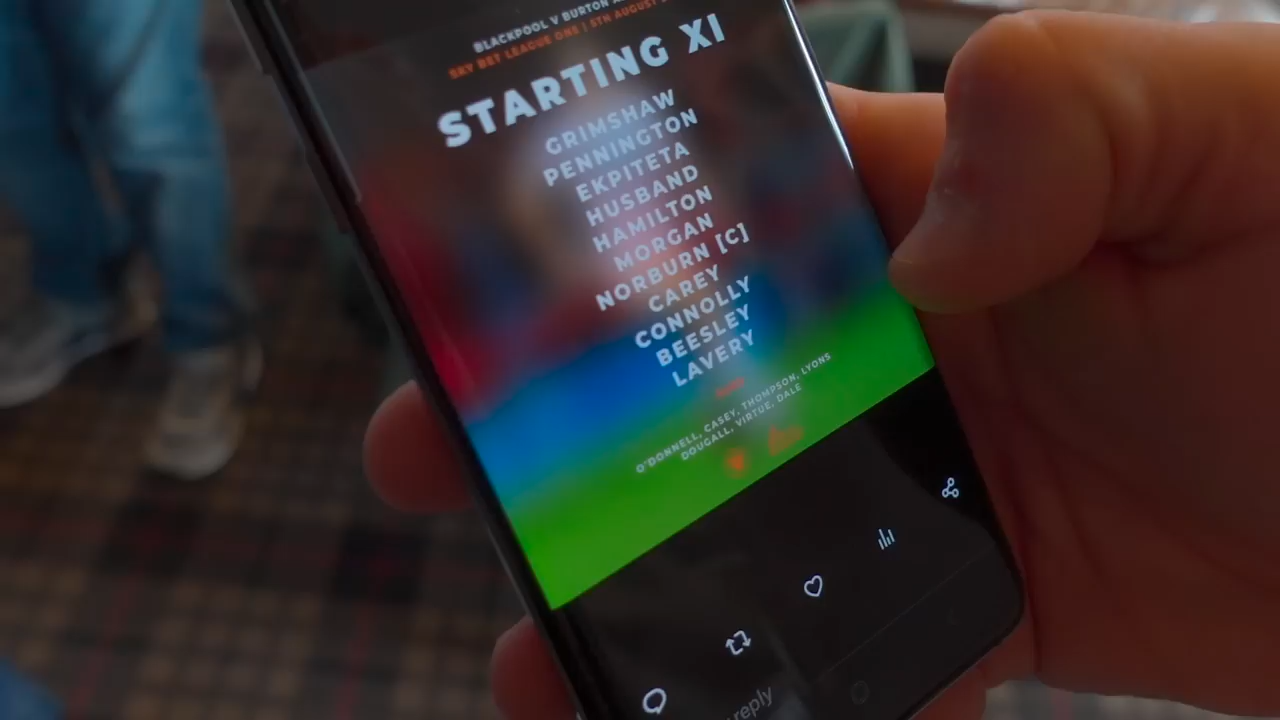 BLACKPOOL V BURTON
SKY BET LEAGUE ONE | 5TH AUGUST
STARTING XI
GRIMSHAW
PENNINGTON
EKPITETA
HUSBAND
HAMILTON
MORGAN
NORBURN [C]
CAREY
CONNOLLY
BEESLEY
LAVERY
O'DONNELL, CASEY, THOMPSON, LYONS
DOUGALL, VIRTUE, DALE
reply